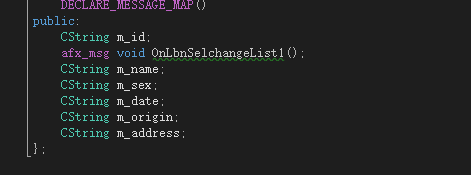 DECLARE_MESSAGE_MAP()
public:
CString m_id;
afx_msg void OnLbnSelchangeList1();
CString m_name;
CString m_sex;
CString m_date;
CString m_origin;
CString m_address;
};